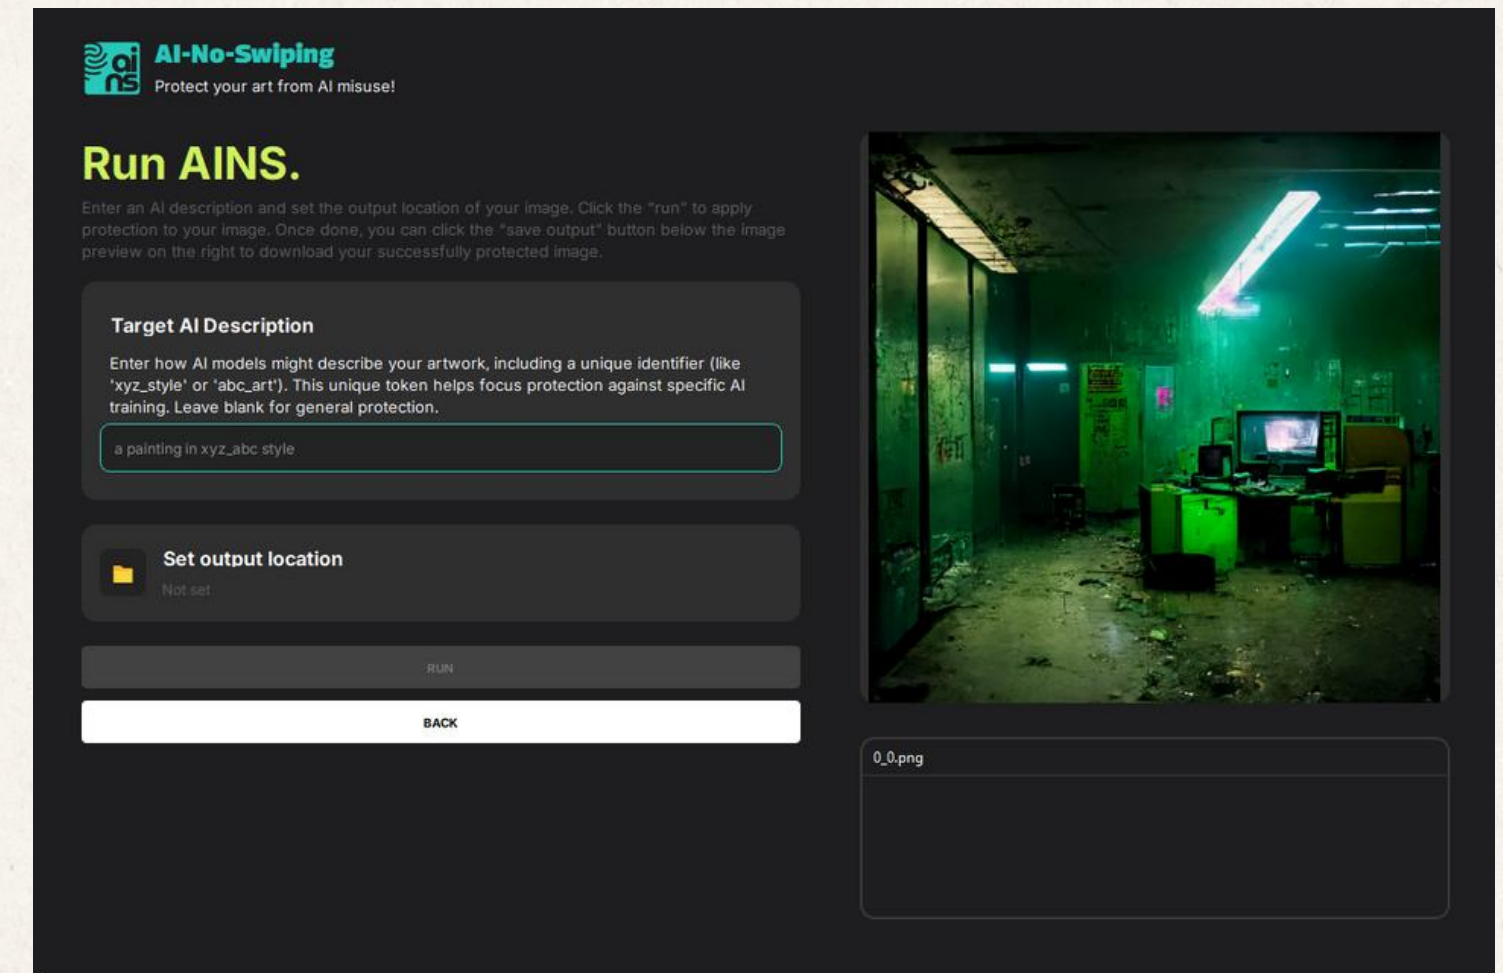 ai
ns
AI-No-Swiping
Protect your art from AI misuse!
Run AINS.
Enter an AI description and set the output location of your image. Click the "run" to apply
protection to your image. Once done, you can click the "save output" button below the image
preview on the right to download your successfully protected image.
Target AI Description
Enter how AI models might describe your artwork, including a unique identifier (like
'xyz_style' or 'abc_art'). This unique token helps focus protection against specific AI
training. Leave blank for general protection.
a painting in xyz_abc style
Set output location
Not set
RUN
BACK
0_0.png